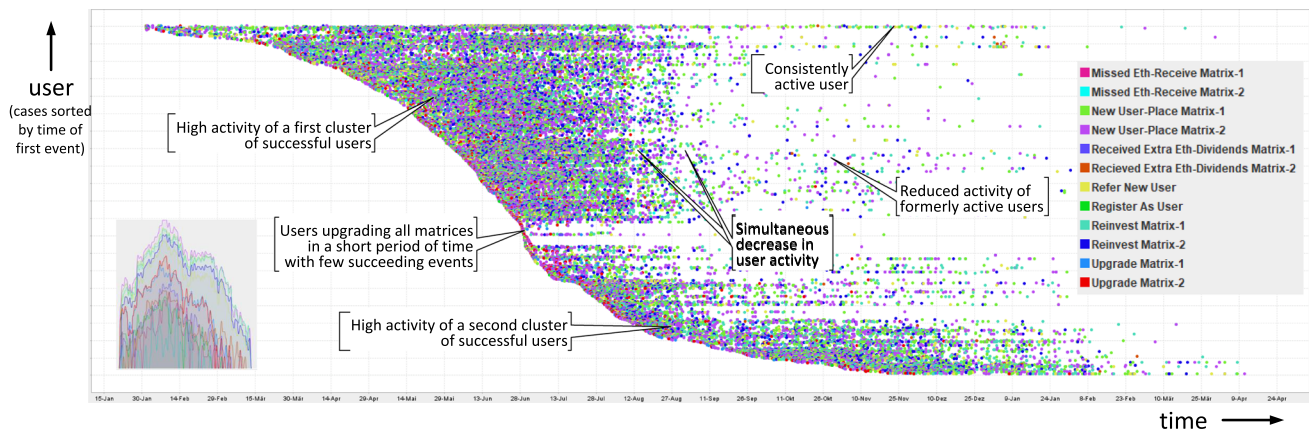 user
(cases sorted
by time of
first event)
Consistently
active user
High activity of a first cluster
of successful users
Reduced activity of
formerly active users
Users upgrading all matrices
in a short period of time
with few succeeding events
Simultaneous
decrease in
user activity
High activity of a second cluster
of successful users
Missed Eth-Receive Matrix-1
Missed Eth-Receive Matrix-2
New User-Place Matrix-1
New User-Place Matrix-2
Received Extra Eth-Dividends Matrix-1
Recieved Extra Eth-Dividends Matrix-2
Refer New User
Register As User
Reinvest Matrix-1
Reinvest Matrix-2
Upgrade Matrix-1
Upgrade Matrix-2
15-Jan 30-Jan 14-Feb 29-Feb 15-Mär 30-Mär 14-Apr 29-Apr 14-Mai 29-Mai 13-Jun 28-Jun 13-Jul 28-Jul 12-Aug 27-Aug 11-Sep 26-Sep 11-Okt 26-Okt 10-Nov 25-Nov 10-Dez 25-Dez 9-Jan 24-Jan 8-Feb 23-Feb 10-Mär 25-Mär 9-Apr 24-Apr
time